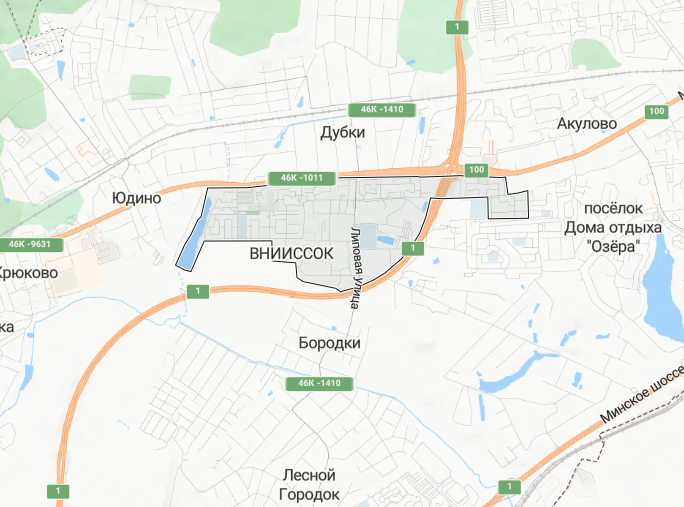 1
46К -1410
100
Акулово
Дубки
100
46К -1011
Юдино
посёлок
Дома отдыха
"Озёра"
46К -9631
1
ВНИИССОК
Липовая улица
Крюково
1
ка
Бородки
46К -1410
Минское шоссе
Лесной
Городок
1
1